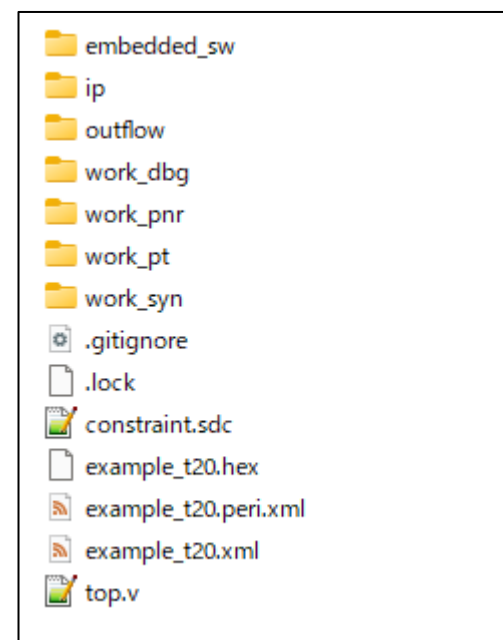 embedded_sw
ip
outflow
work_dbg
work_pnr
work_pt
work_syn
.gitignore
.lock
constraint.sdc
example_t20.hex
example_t20.peri.xml
example_t20.xml
top.v